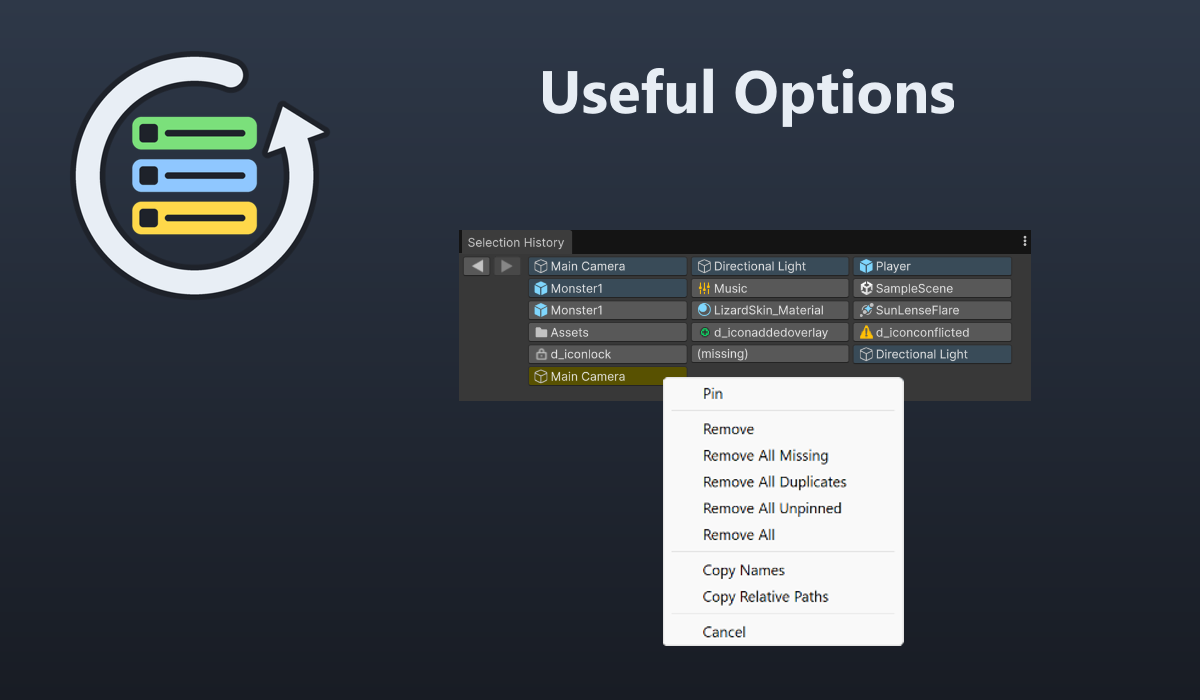 Useful Options
Selection History
Main Camera Directional Light Player
Monster1 Music SampleScene
Monster1 LizardSkin_Material SunLenseFlare
Assets d_iconaddedoverlay d_iconconflicted
d_iconlock (missing) Directional Light
Main Camera
Pin
Remove
Remove All Missing
Remove All Duplicates
Remove All Unpinned
Remove All
Copy Names
Copy Relative Paths
Cancel